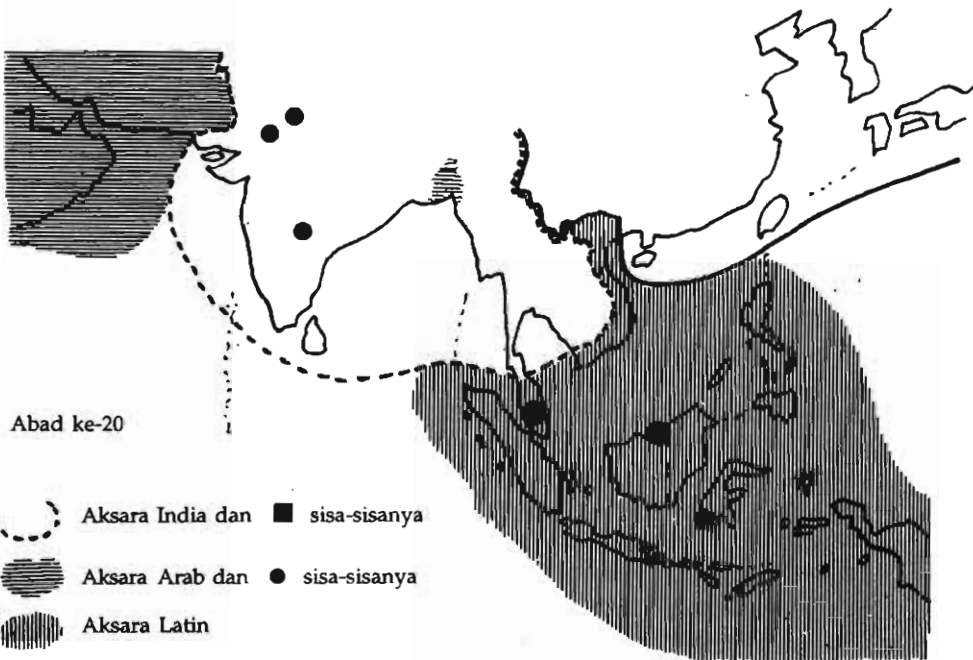 Abad ke-20
Aksara India dan ■ sisa-sisanya
Aksara Arab dan ● sisa-sisanya
Aksara Latin